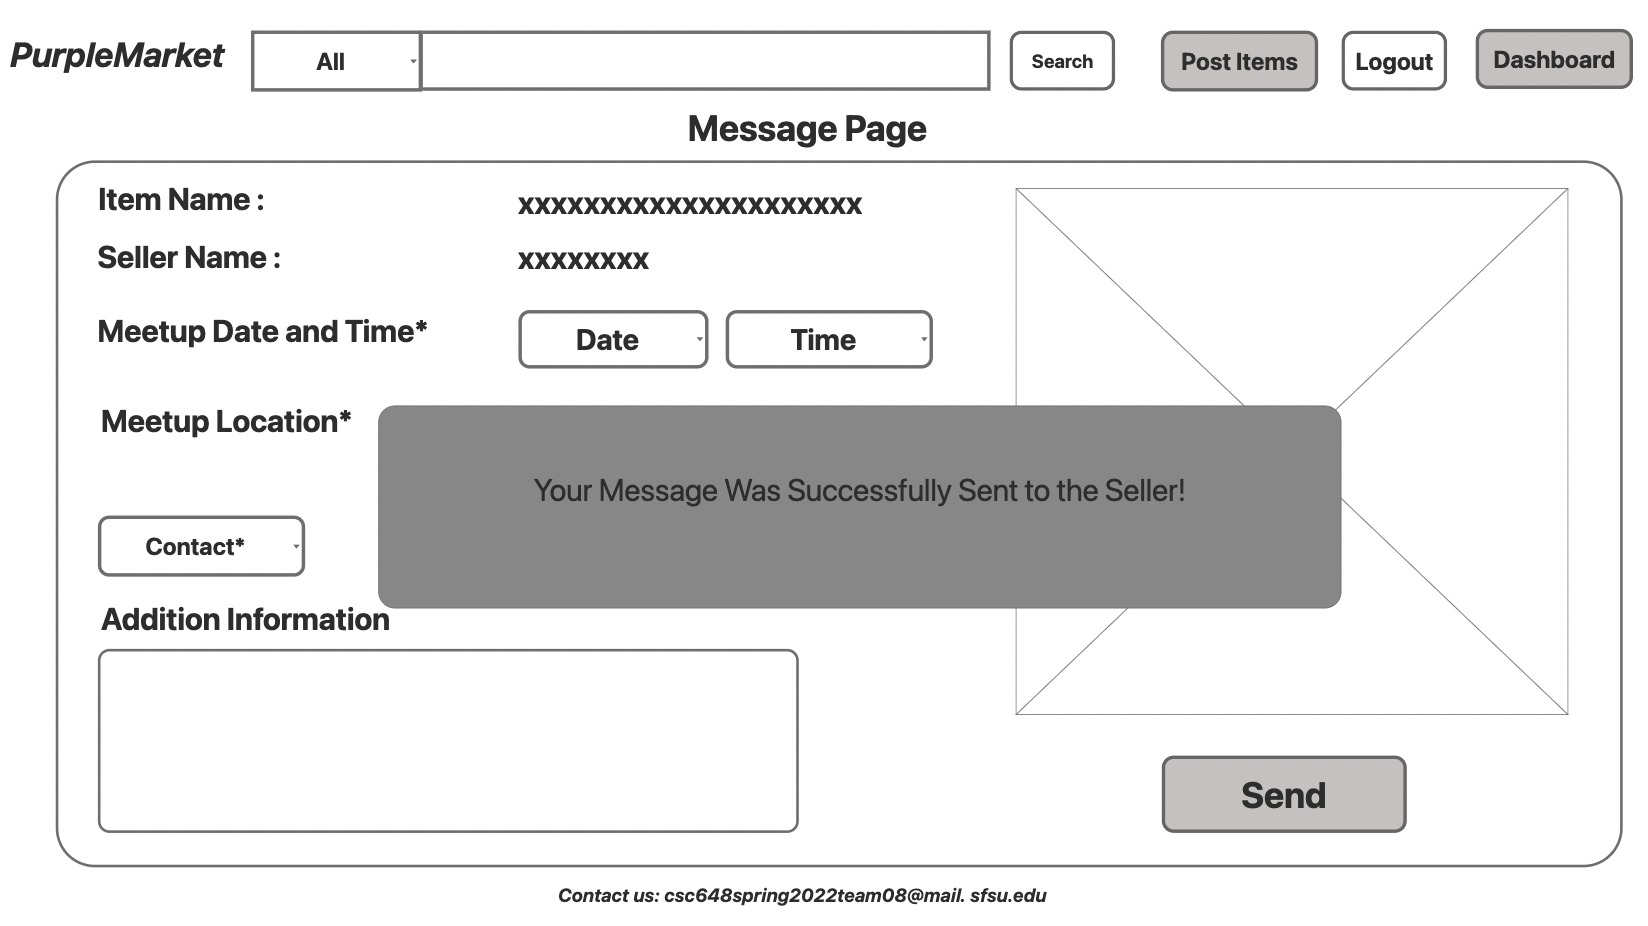 PurpleMarket All Search Post Items Logout Dashboard
Message Page
Item Name : xxxxxxxxxxxxxxxxxxxxx
Seller Name : xxxxxxxx
Meetup Date and Time* Date Time
Meetup Location*
Your Message Was Successfully Sent to the Seller!
Contact*
Addition Information
Send
Contact us: csc648spring2022team08@mail. sfsu.edu